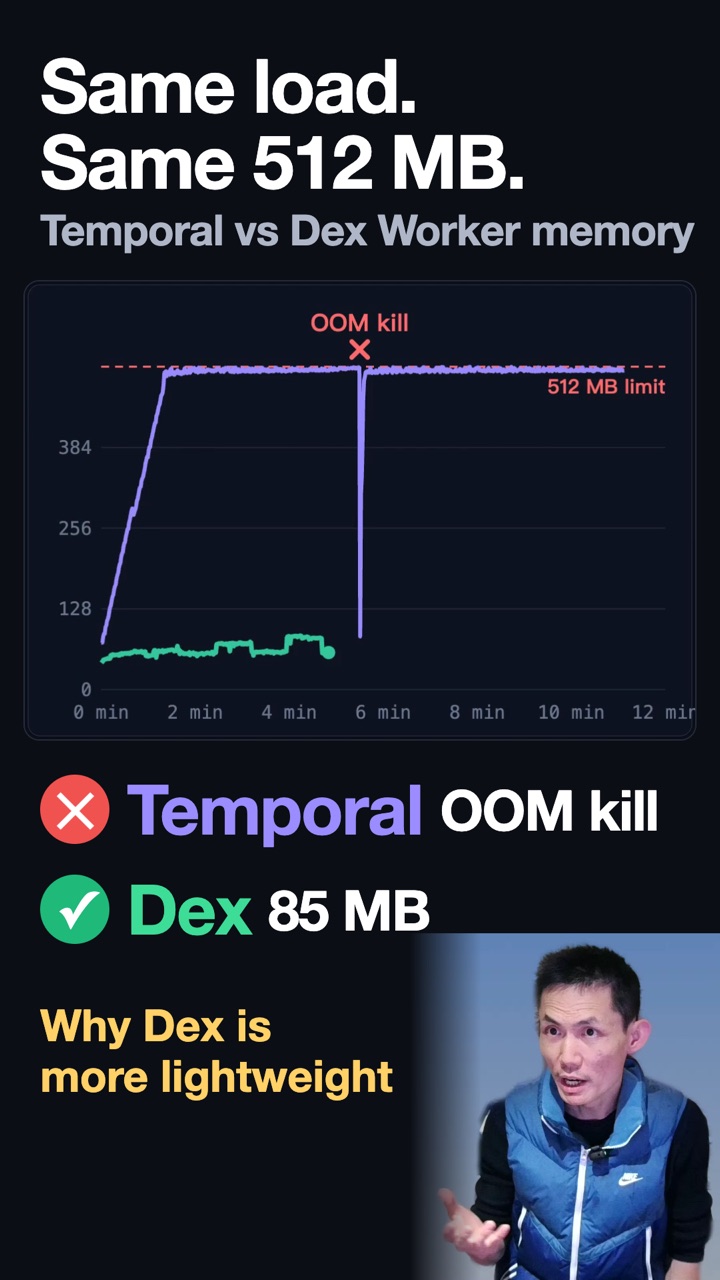 Same load.
Same 512 MB.
Temporal vs Dex Worker memory
OOM kill
512 MB limit
384
256
128
0
0 min 2 min 4 min 6 min 8 min 10 min 12 min
Temporal OOM kill
Dex 85 MB
Why Dex is
more lightweight